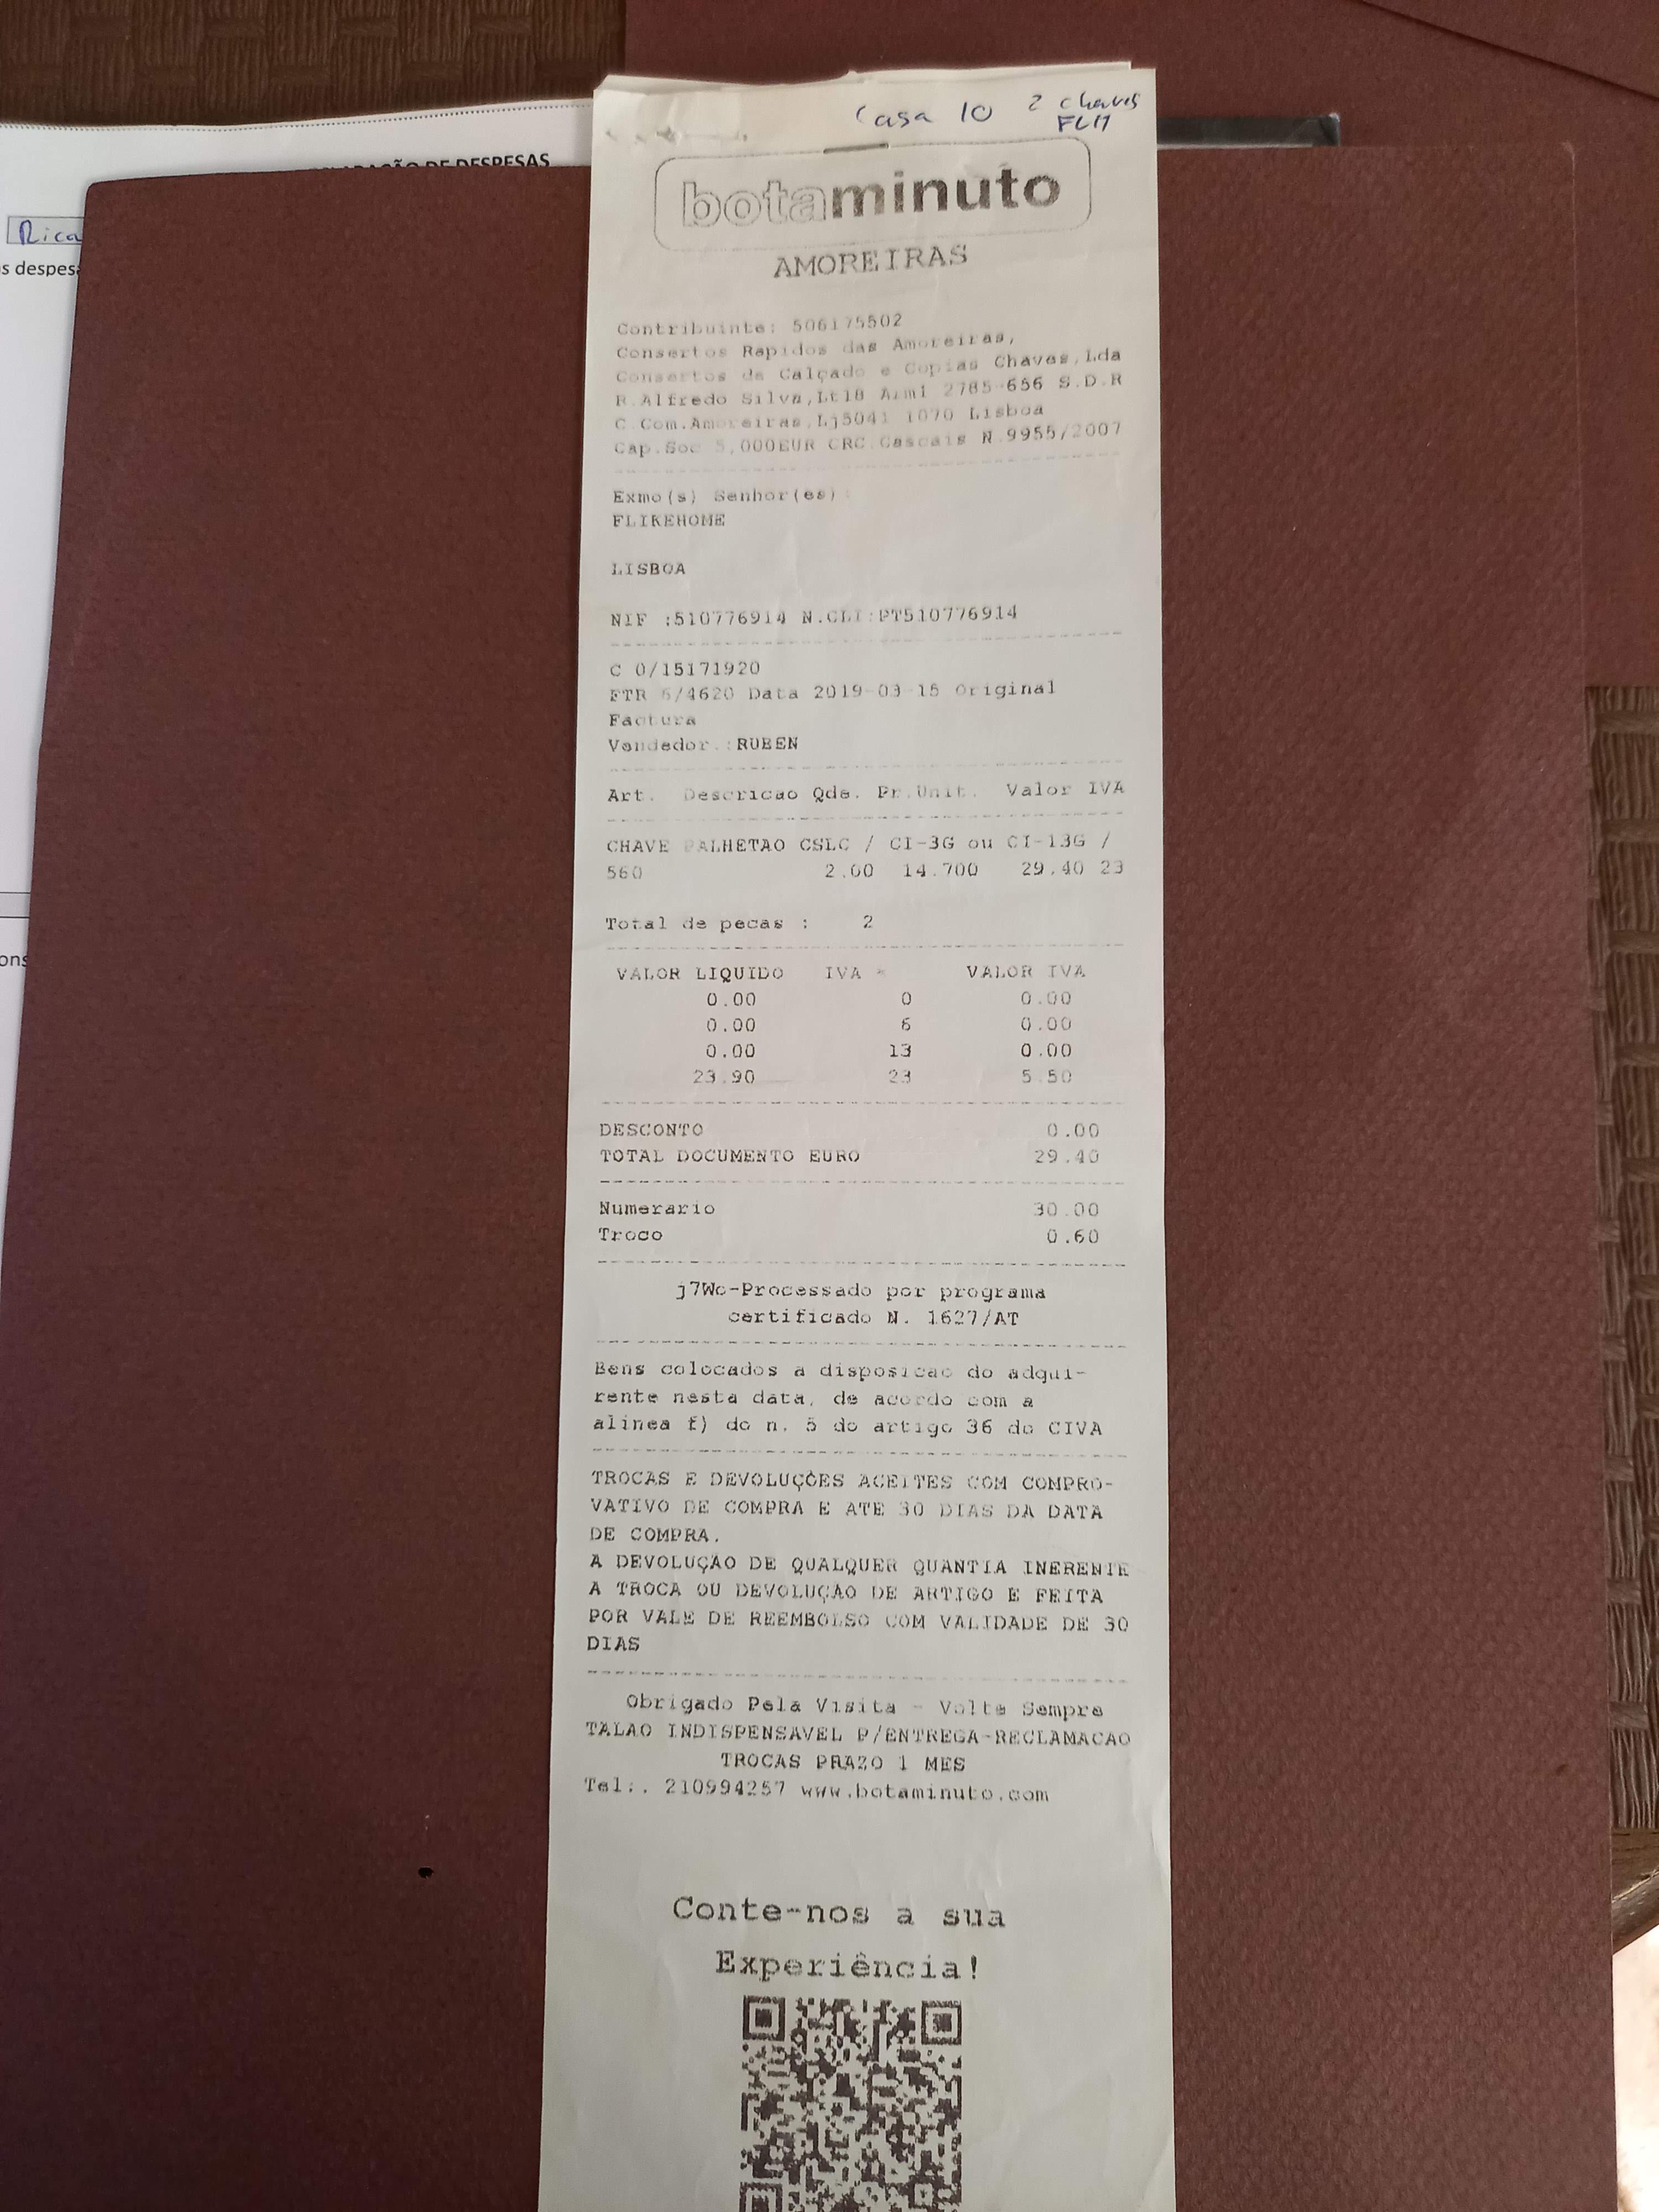 Casa 10 2 chaves
FLH
DE DESPESAS
Rica
s despes
ons
botaminuto
AMOREIRAS
Contribuinte: 506175502
Consertos Rapidos das Amoreiras,
Consertos de Calçado e Copias Chaves,Lda
R.Alfredo Silva,Lt18 Armi 2785-656 S.D.R
C.Com.Amoreiras,Lj5041 1070 Lisboa
Cap.Soc 5,000EUR CRC.Cascais N.9955/2007
Exmo(s) Senhor(es)
FLIKEHOME
LISBOA
NIF :510776914 N.CLI:PT510776914
C 0/15171920
FTR 6/4620 Data 2019-03-15 Original
Factura
Vendedor.:RUBEN
Art. Descricao Qde. Pr.Unit. Valor IVA
CHAVE PALHETAO CSLC / CI-3G ou CI-13G /
560 2.00 14.700 29.40 23
Total de pecas : 2
VALOR LIQUIDO IVA % VALOR IVA
0.00 0 0.00
0.00 6 0.00
0.00 13 0.00
23.90 23 5.50
DESCONTO 0.00
TOTAL DOCUMENTO EURO 29.40
Numerario 30.00
Troco 0.60
j7Wc-Processado por programa
certificado N. 1627/AT
Bens colocados a disposicao do adqui-
rente nesta data, de acordo com a
alinea f) do n. 5 do artigo 36 do CIVA
TROCAS E DEVOLUÇÕES ACEITES COM COMPRO-
VATIVO DE COMPRA E ATE 30 DIAS DA DATA
DE COMPRA.
A DEVOLUÇAO DE QUALQUER QUANTIA INERENTE
A TROCA OU DEVOLUÇAO DE ARTIGO E FEITA
POR VALE DE REEMBOLSO COM VALIDADE DE 30
DIAS
Obrigado Pela Visita - Volte Sempre
TALAO INDISPENSAVEL P/ENTREGA-RECLAMACAO
TROCAS PRAZO 1 MES
Tel:. 210994257 www.botaminuto.com
Conte-nos a sua
Experiência!